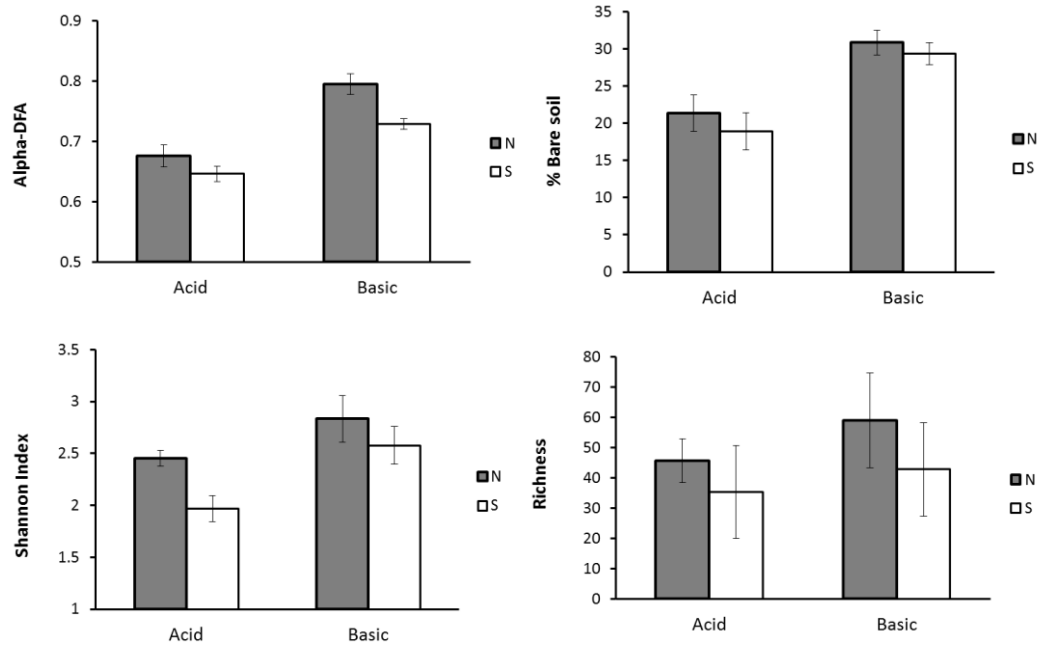 Alpha-DFA
0.9
0.8
0.7
0.6
0.5
Acid
Basic
N
S
% Bare soil
35
30
25
20
15
10
5
0
Acid
Basic
N
S
Shannon Index
3.5
3
2.5
2
1.5
1
Acid
Basic
N
S
Richness
80
70
60
50
40
30
20
10
0
Acid
Basic
N
S